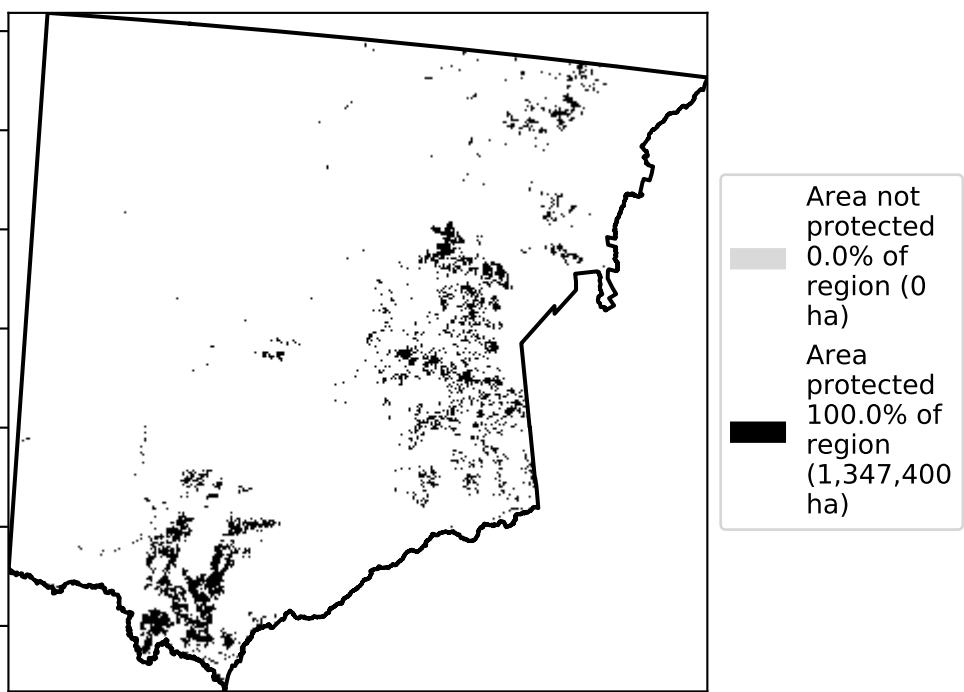 Area not
protected
0.0% of
region (0
ha)
Area
protected
100.0% of
region
(1,347,400
ha)